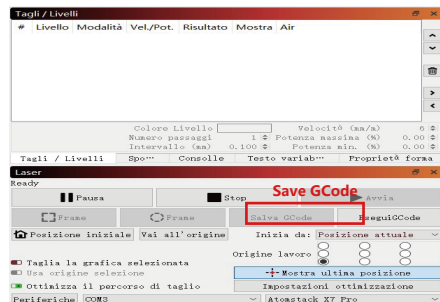 Tagli / Livelli
# Livello Modalità Vel./Pot. Risultato Mostra Air
Colore Livello Velocità (mm/m) 0
Numero passaggi 1 Potenza massima (%) 0.00
Intervallo (mm) 0.100 Potenza min. (%) 0.00
Tagli / Livelli Spo… Consolle Testo variab… Proprietà forma
Laser
Ready
Save GCode
Pausa Stop Avvia
Frame Frame Salva GCode EseguiGCode
Posizione iniziale Vai all'origine Inizia da: Posizione attuale
Origine lavoro
Taglia la grafica selezionata
Usa origine selezione Mostra ultima posizione
Ottimizza il percorso di taglio Impostazioni ottimizzazione
Periferiche COM3 Atomstack X7 Pro